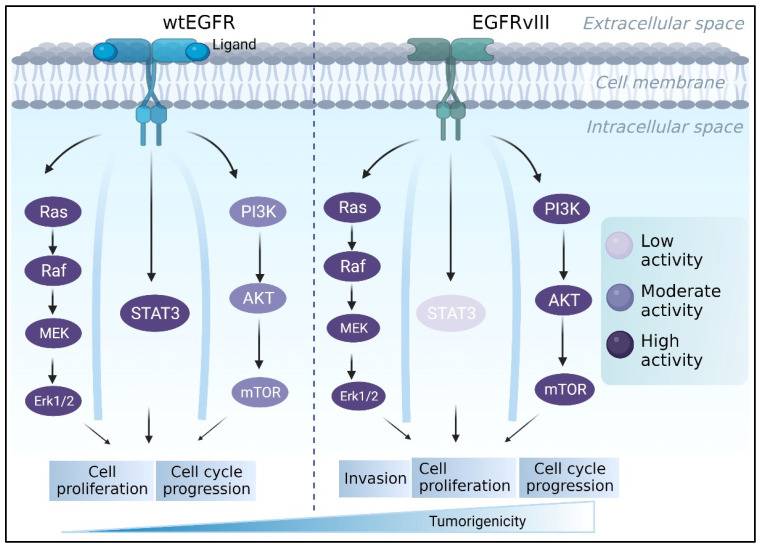 wtEGFR
EGFRvIII
Extracellular space
Ligand
Cell membrane
Intracellular space
Ras
Raf
MEK
Erk1/2
STAT3
PI3K
AKT
mTOR
Ras
Raf
MEK
Erk1/2
STAT3
PI3K
AKT
mTOR
Low
activity
Moderate
activity
High
activity
Cell
proliferation
Cell cycle
progression
Invasion
Cell
proliferation
Cell cycle
progression
Tumorigenicity